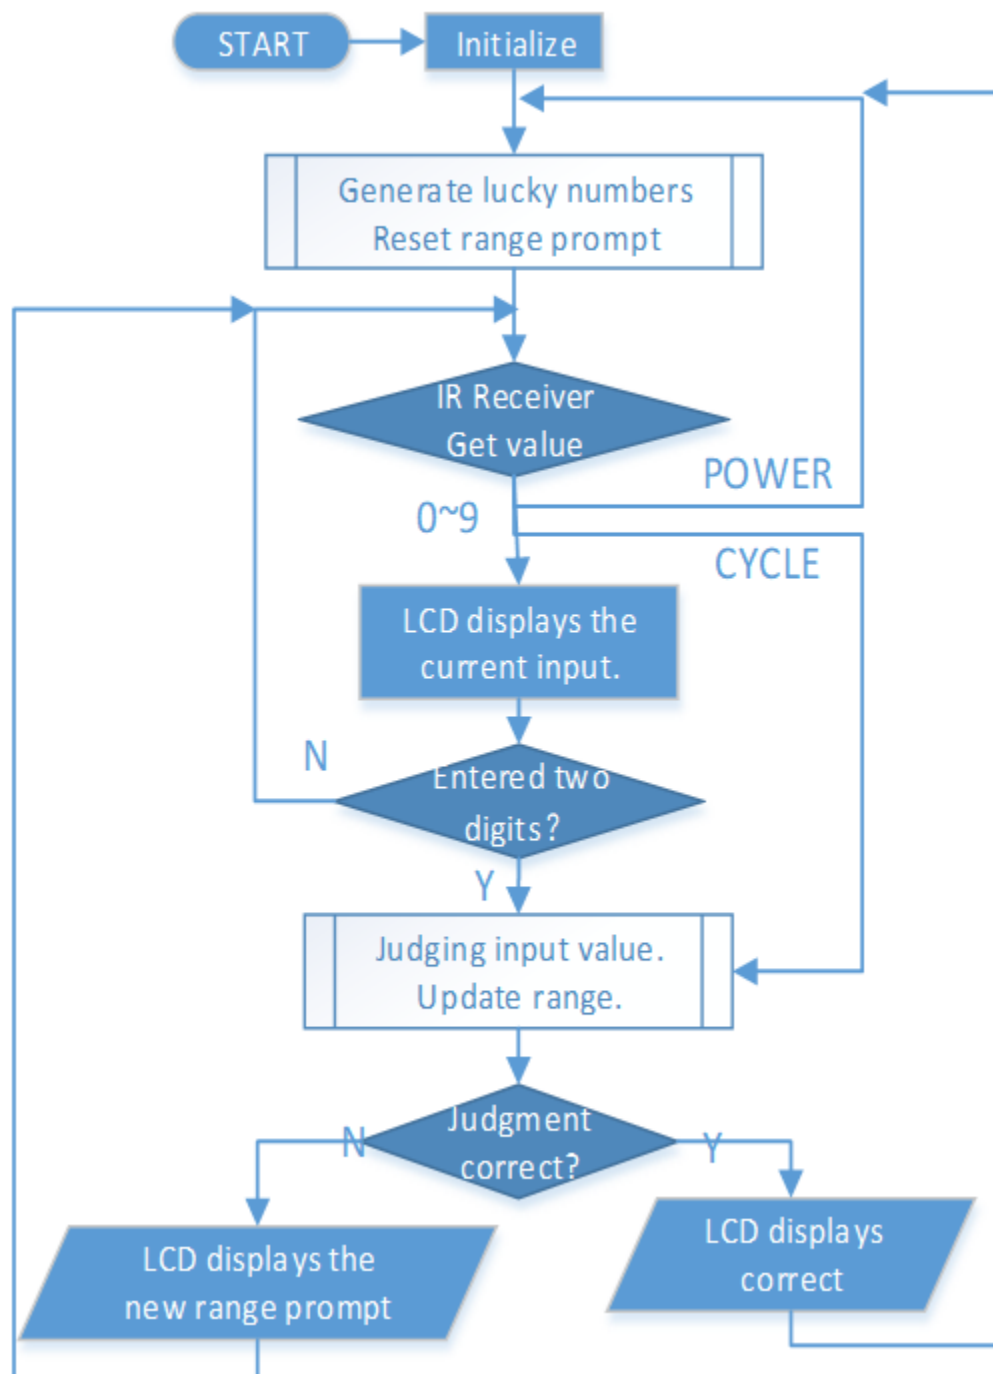 START
Initialize
Generate lucky numbers
Reset range prompt
IR Receiver
Get value
POWER
0~9
CYCLE
LCD displays the
current input.
N
Entered two
digits?
Y
Judging input value.
Update range.
Judgment
correct?
N
Y
LCD displays the
new range prompt
LCD displays
correct